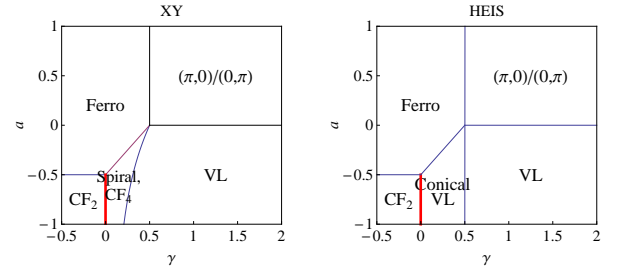 XY
1
0.5
0
−0.5
−1
a
Ferro
(π,0)/(0,π)
Spiral,
CF4
CF2
VL
−0.5 0 0.5 1 1.5 2
γ
HEIS
1
0.5
0
−0.5
−1
a
Ferro
(π,0)/(0,π)
Conical
VL
CF2
VL
−0.5 0 0.5 1 1.5 2
γ